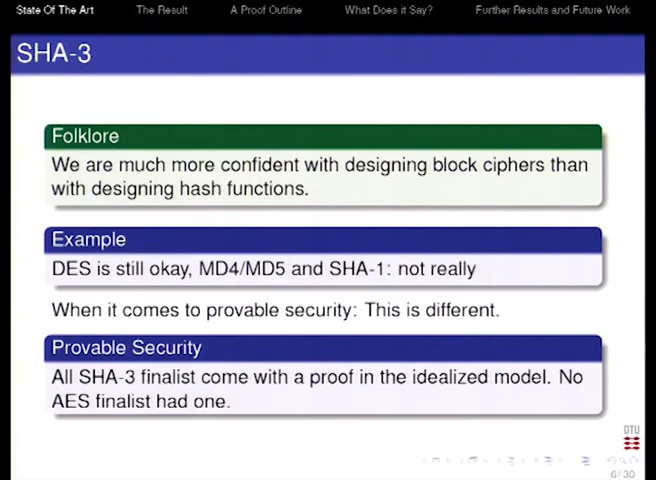 State Of The Art The Result A Proof Outline What Does it Say? Further Results and Future Work
SHA-3
Folklore
We are much more confident with designing block ciphers than
with designing hash functions.
Example
DES is still okay, MD4/MD5 and SHA-1: not really
When it comes to provable security: This is different.
Provable Security
All SHA-3 finalist come with a proof in the idealized model. No
AES finalist had one.
DTU
6 / 30